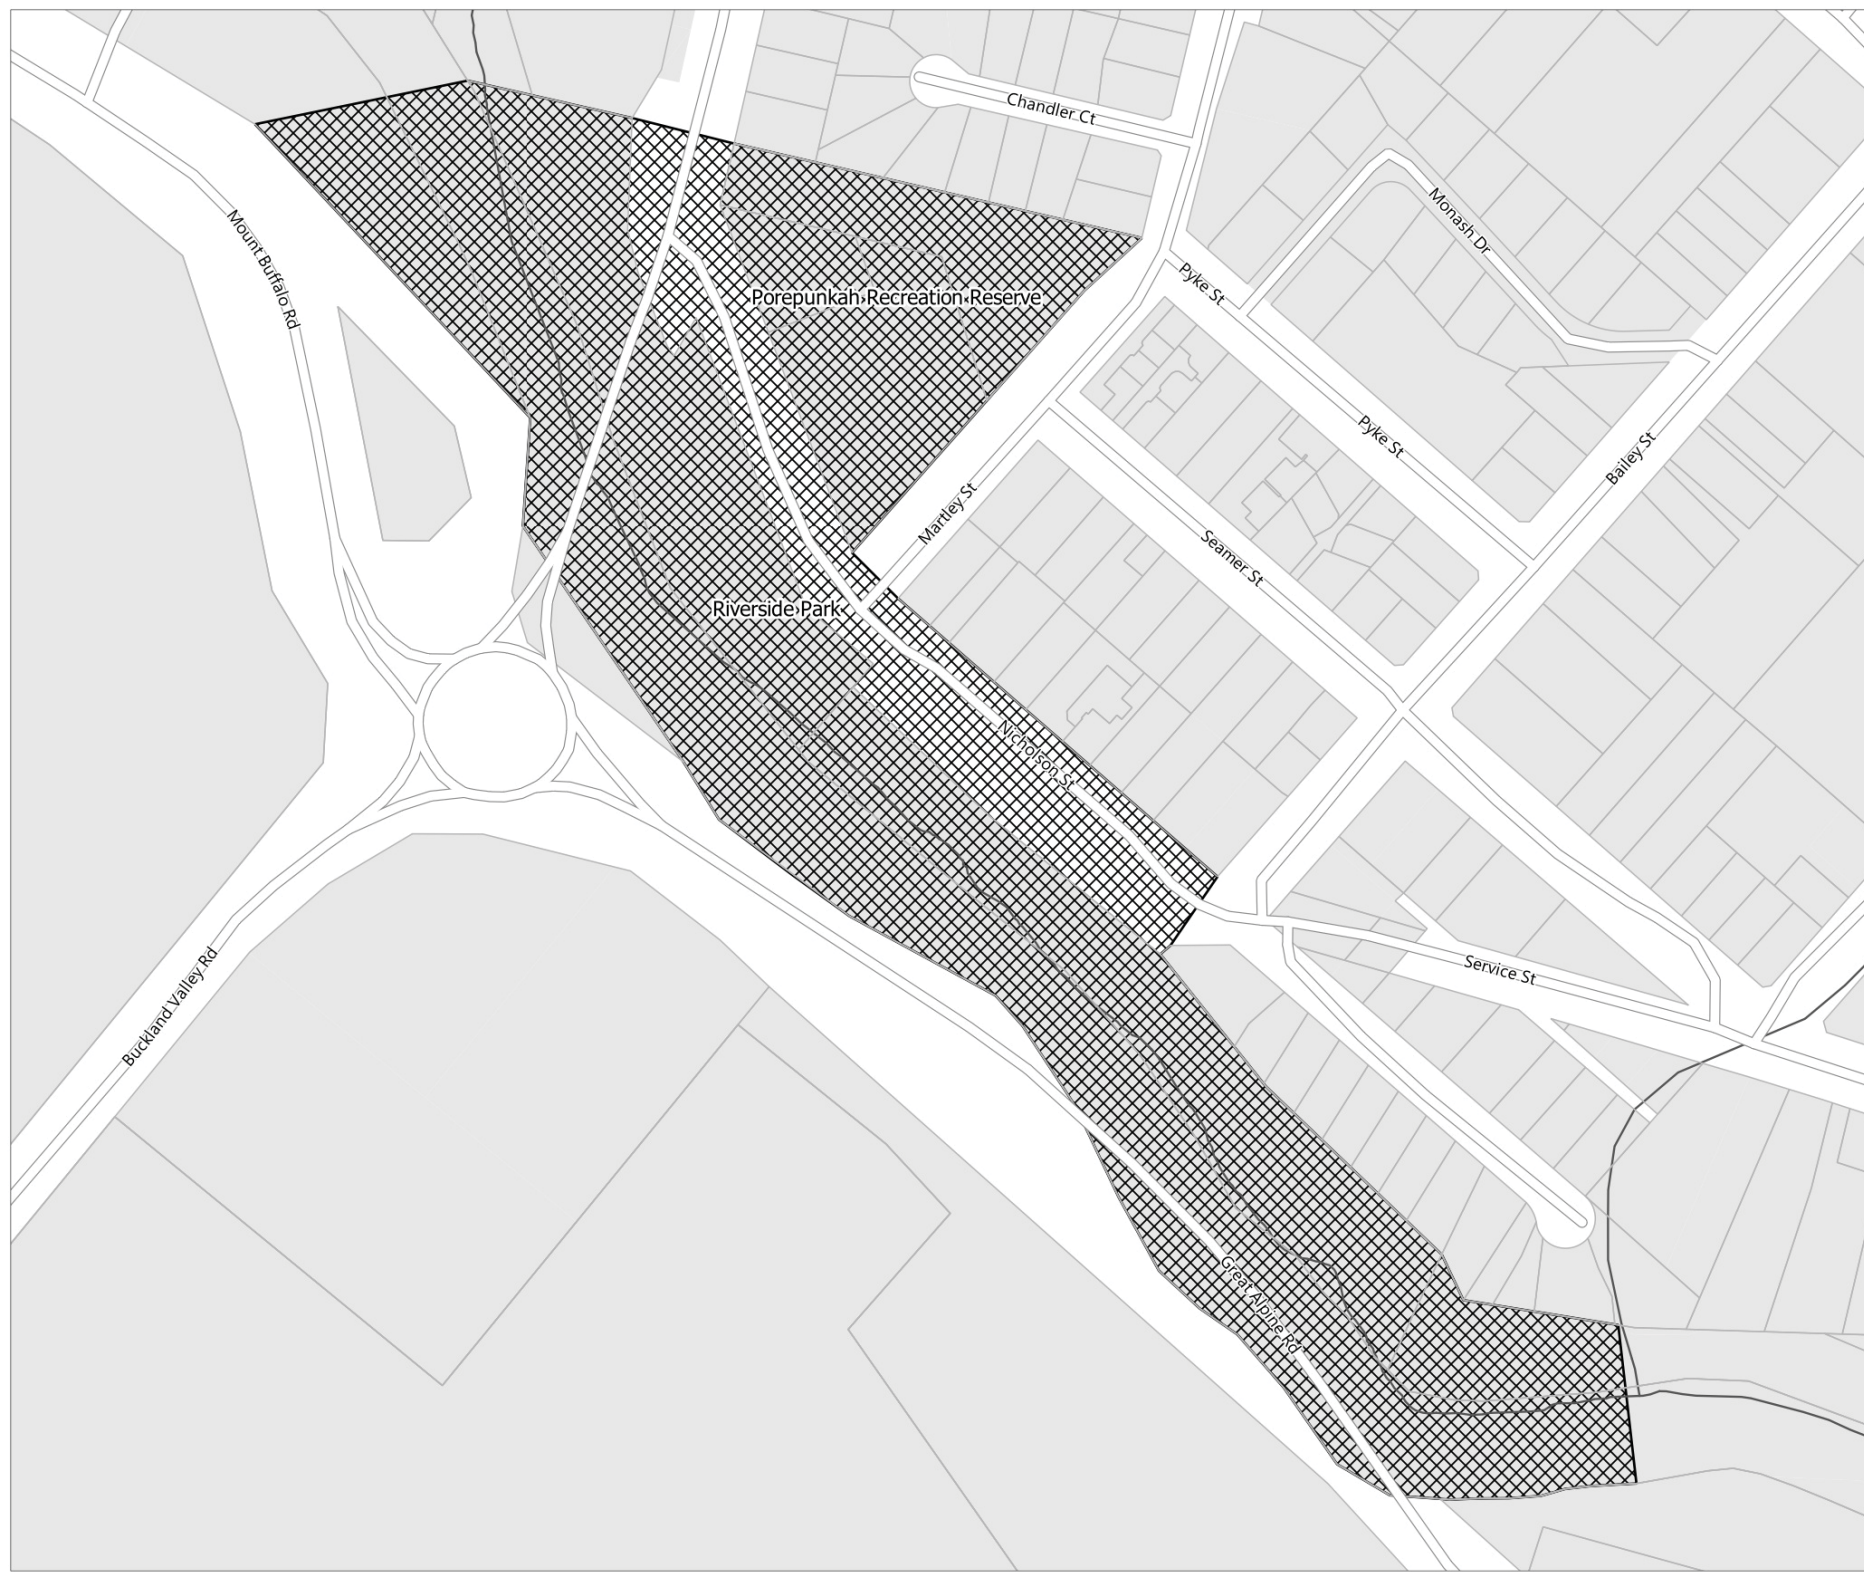 Chandler Ct
Monash Dr
Mount Buffalo Rd
Pyke St
Porepunkah Recreation Reserve
Pyke St
Bailey St
Martley St
Seamer St
Riverside Park
Nicholson St
Service St
Buckland Valley Rd
Great Alpine Rd